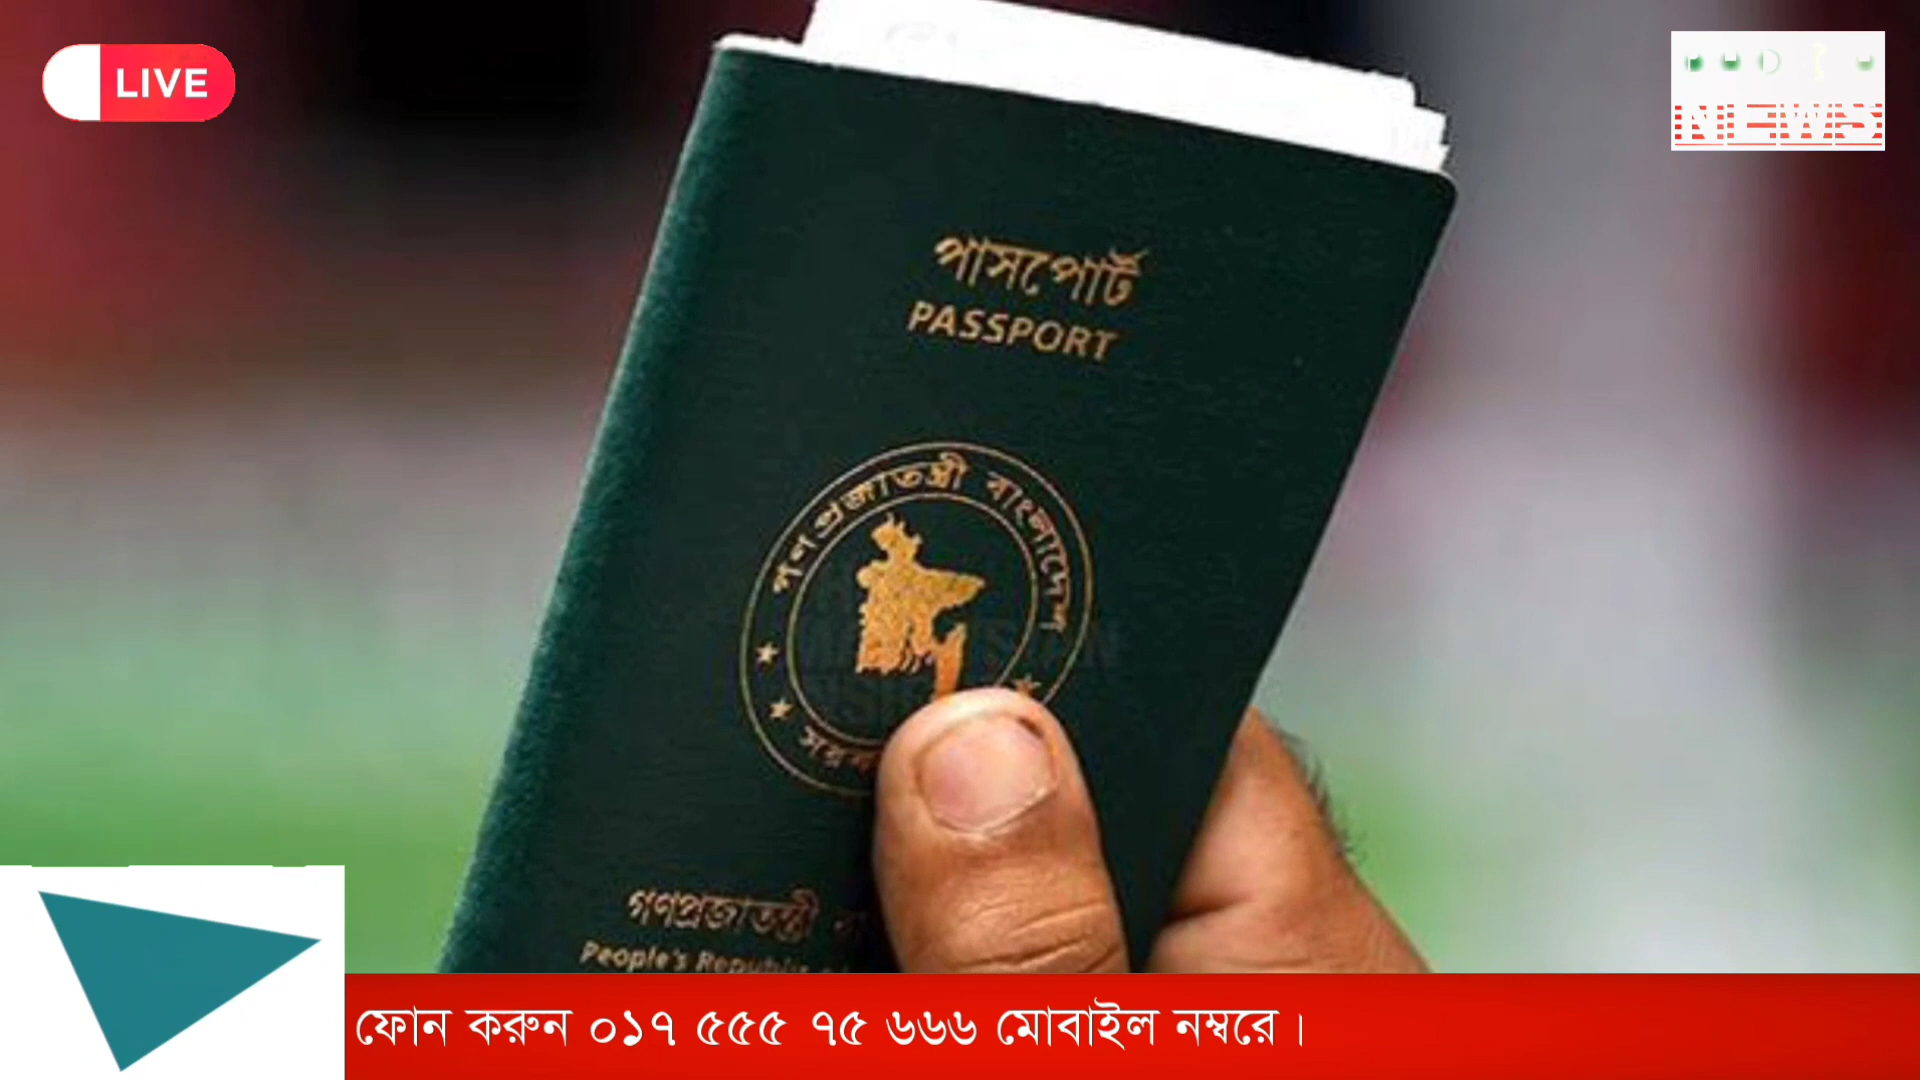 LIVE
NEWS
পাসপোর্ট
PASSPORT
গণপ্রজাতন্ত্রী বাংলাদেশ
গণপ্রজাতন্ত্রী
People's Republic
ফোন করুন ০১৭ ৫৫৫ ৭৫ ৬৬৬ মোবাইল নম্বরে।